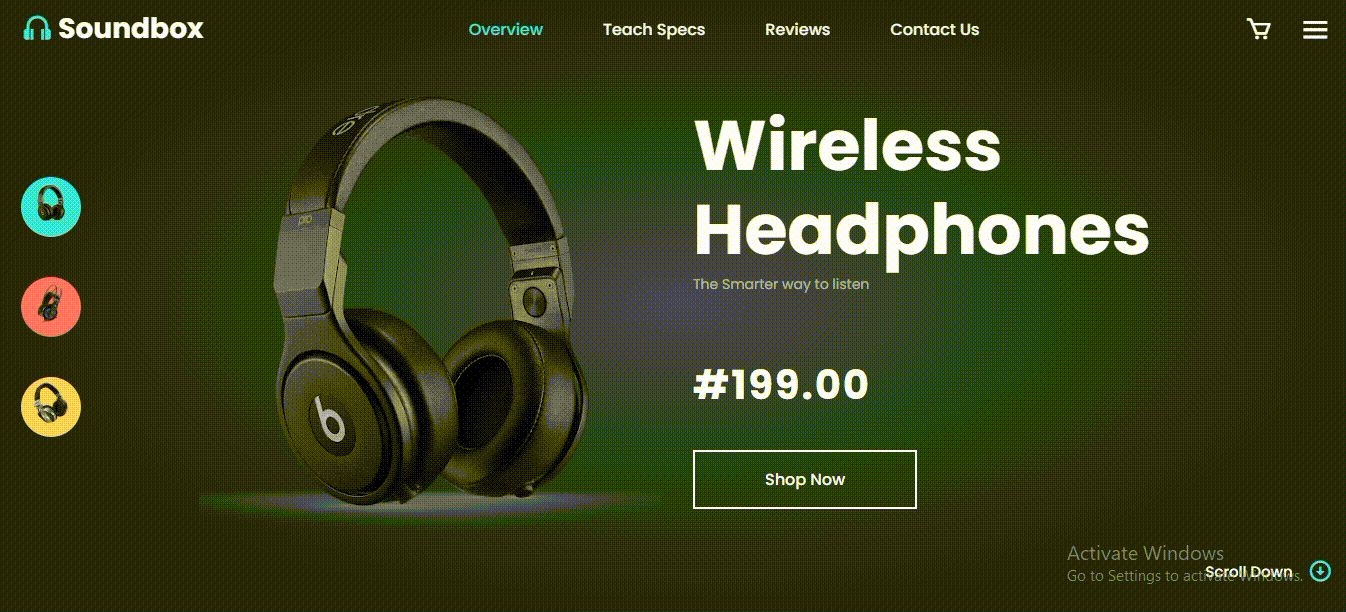 Soundbox
Overview
Teach Specs
Reviews
Contact Us
Wireless
Headphones
The Smarter way to listen
#199.00
Shop Now
Activate Windows
Go to Settings to activate Windows.
Scroll Down
pro
b